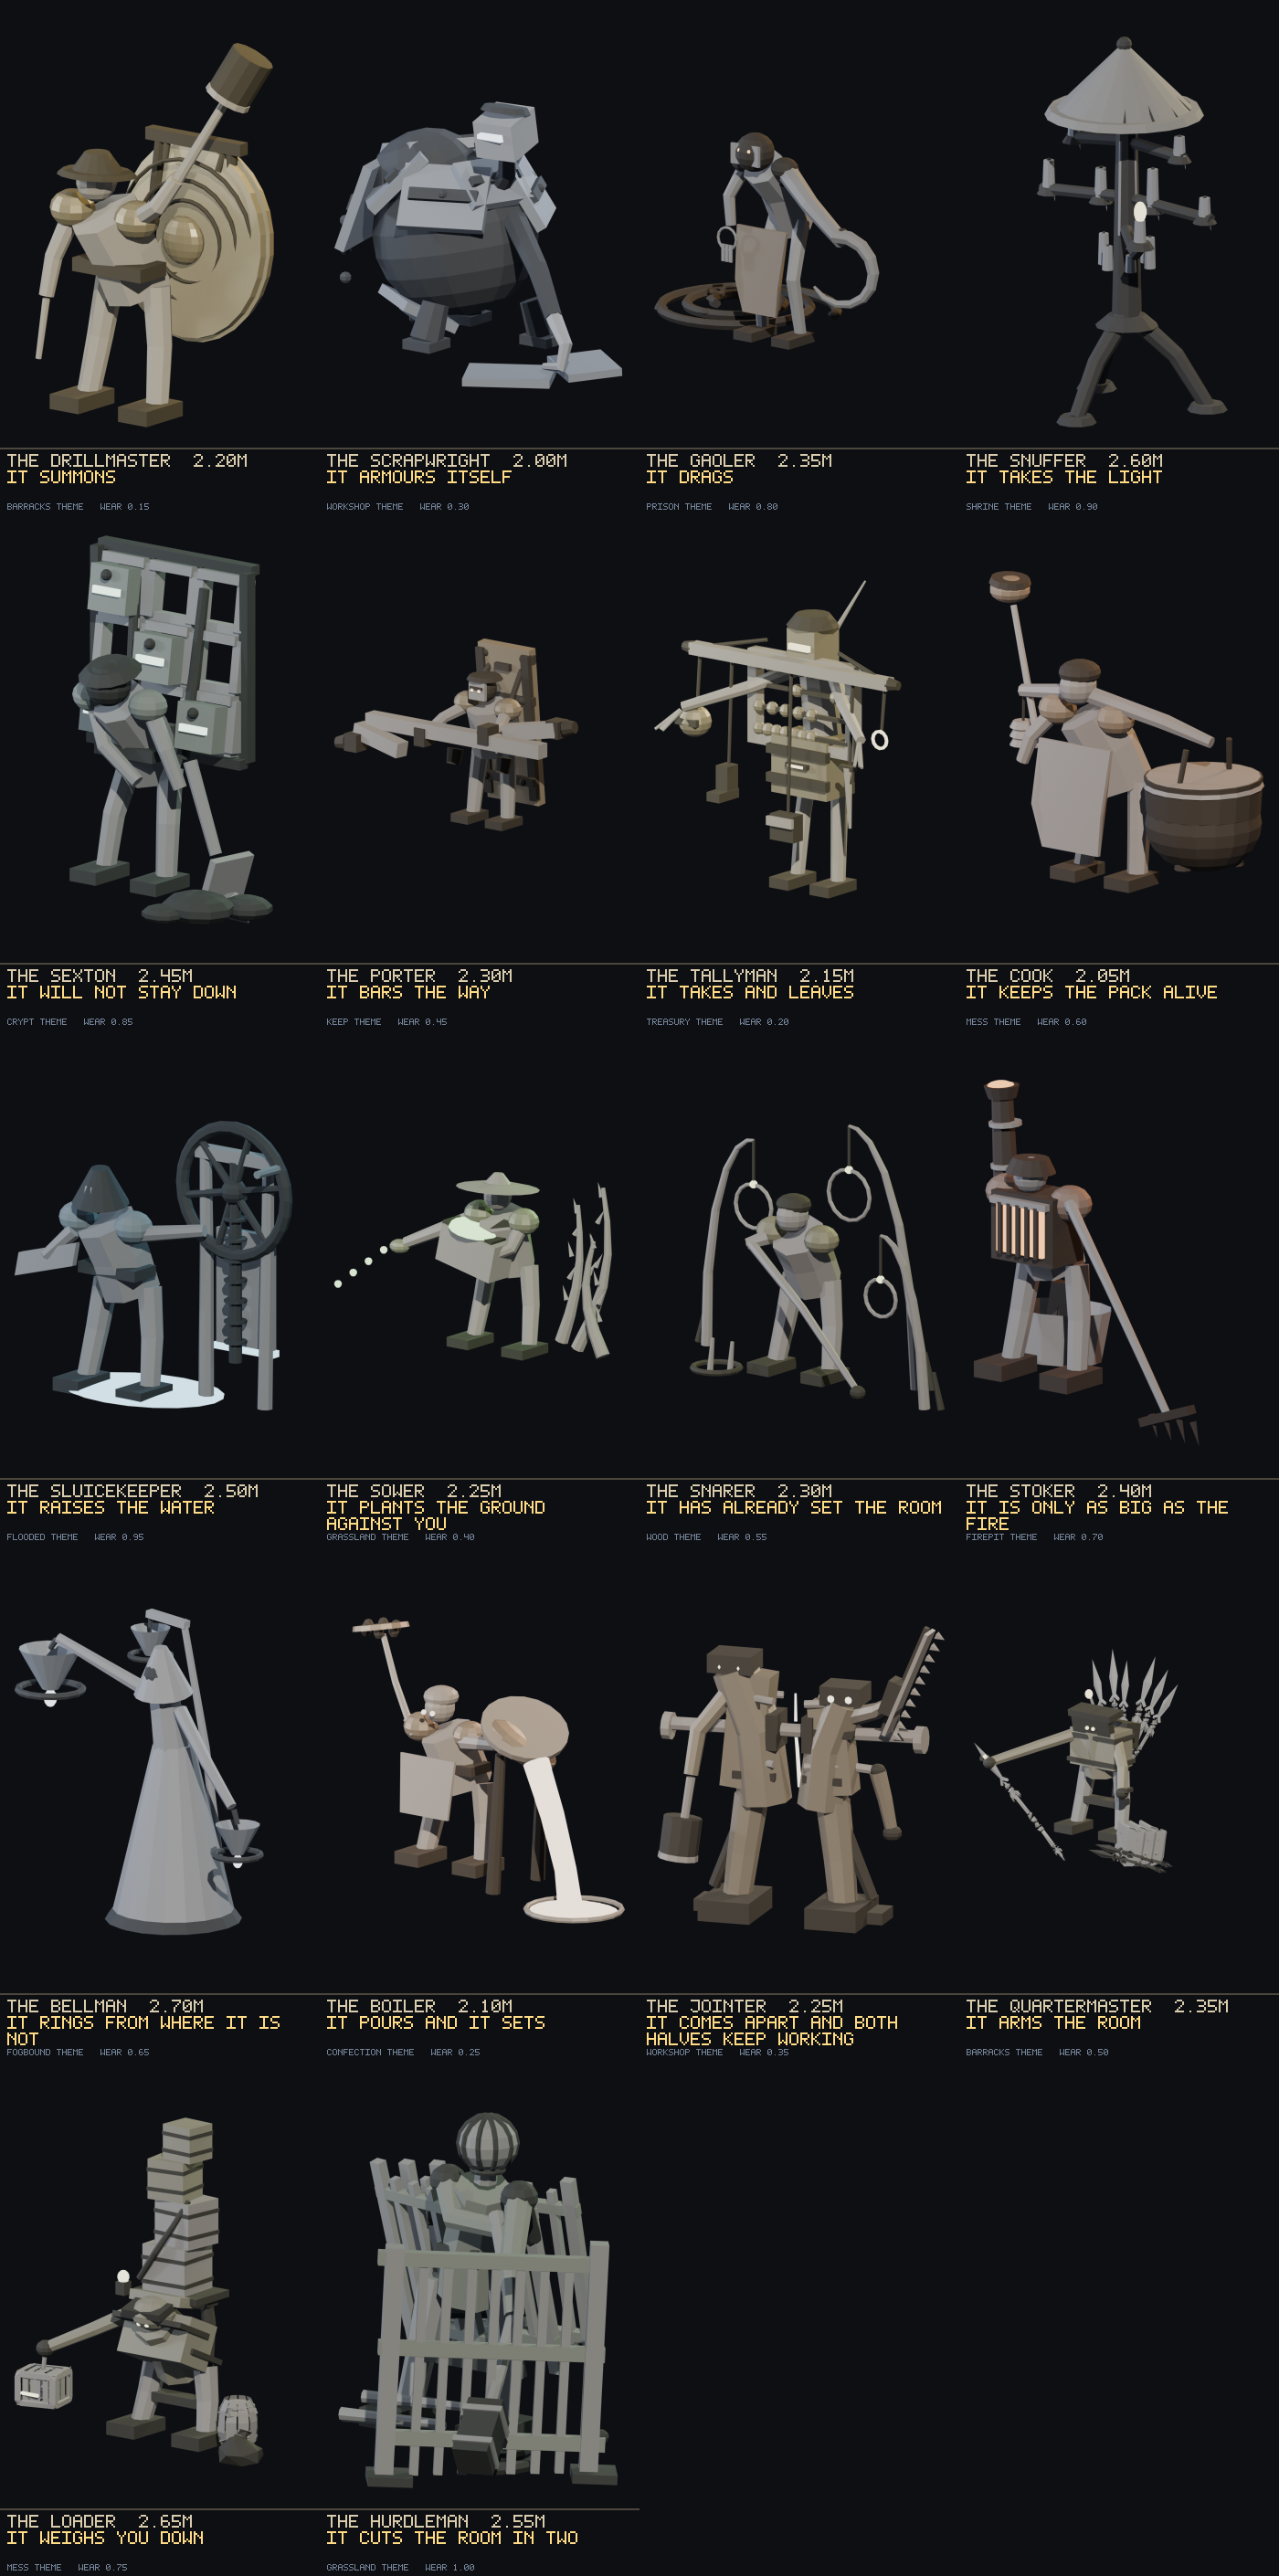 THE DRILLMASTER 2.20M
IT SUMMONS
BARRACKS THEME WEAR 0.15
THE SCRAPWRIGHT 2.00M
IT ARMOURS ITSELF
WORKSHOP THEME WEAR 0.30
THE GAOLER 2.35M
IT DRAGS
PRISON THEME WEAR 0.80
THE SNUFFER 2.60M
IT TAKES THE LIGHT
SHRINE THEME WEAR 0.90
THE SEXTON 2.45M
IT WILL NOT STAY DOWN
CRYPT THEME WEAR 0.85
THE PORTER 2.30M
IT BARS THE WAY
KEEP THEME WEAR 0.45
THE TALLYMAN 2.15M
IT TAKES AND LEAVES
TREASURY THEME WEAR 0.20
THE COOK 2.05M
IT KEEPS THE PACK ALIVE
MESS THEME WEAR 0.60
THE SLUICEKEEPER 2.50M
IT RAISES THE WATER
FLOODED THEME WEAR 0.95
THE SOWER 2.25M
IT PLANTS THE GROUND
AGAINST YOU
GRASSLAND THEME WEAR 0.40
THE SNARER 2.30M
IT HAS ALREADY SET THE ROOM
WOOD THEME WEAR 0.55
THE STOKER 2.40M
IT IS ONLY AS BIG AS THE
FIRE
FIREPIT THEME WEAR 0.70
THE BELLMAN 2.70M
IT RINGS FROM WHERE IT IS
NOT
FOGBOUND THEME WEAR 0.65
THE BOILER 2.10M
IT POURS AND IT SETS
CONFECTION THEME WEAR 0.25
THE JOINTER 2.25M
IT COMES APART AND BOTH
HALVES KEEP WORKING
WORKSHOP THEME WEAR 0.35
THE QUARTERMASTER 2.35M
IT ARMS THE ROOM
BARRACKS THEME WEAR 0.50
THE LOADER 2.65M
IT WEIGHS YOU DOWN
MESS THEME WEAR 0.75
THE HURDLEMAN 2.55M
IT CUTS THE ROOM IN TWO
GRASSLAND THEME WEAR 1.00